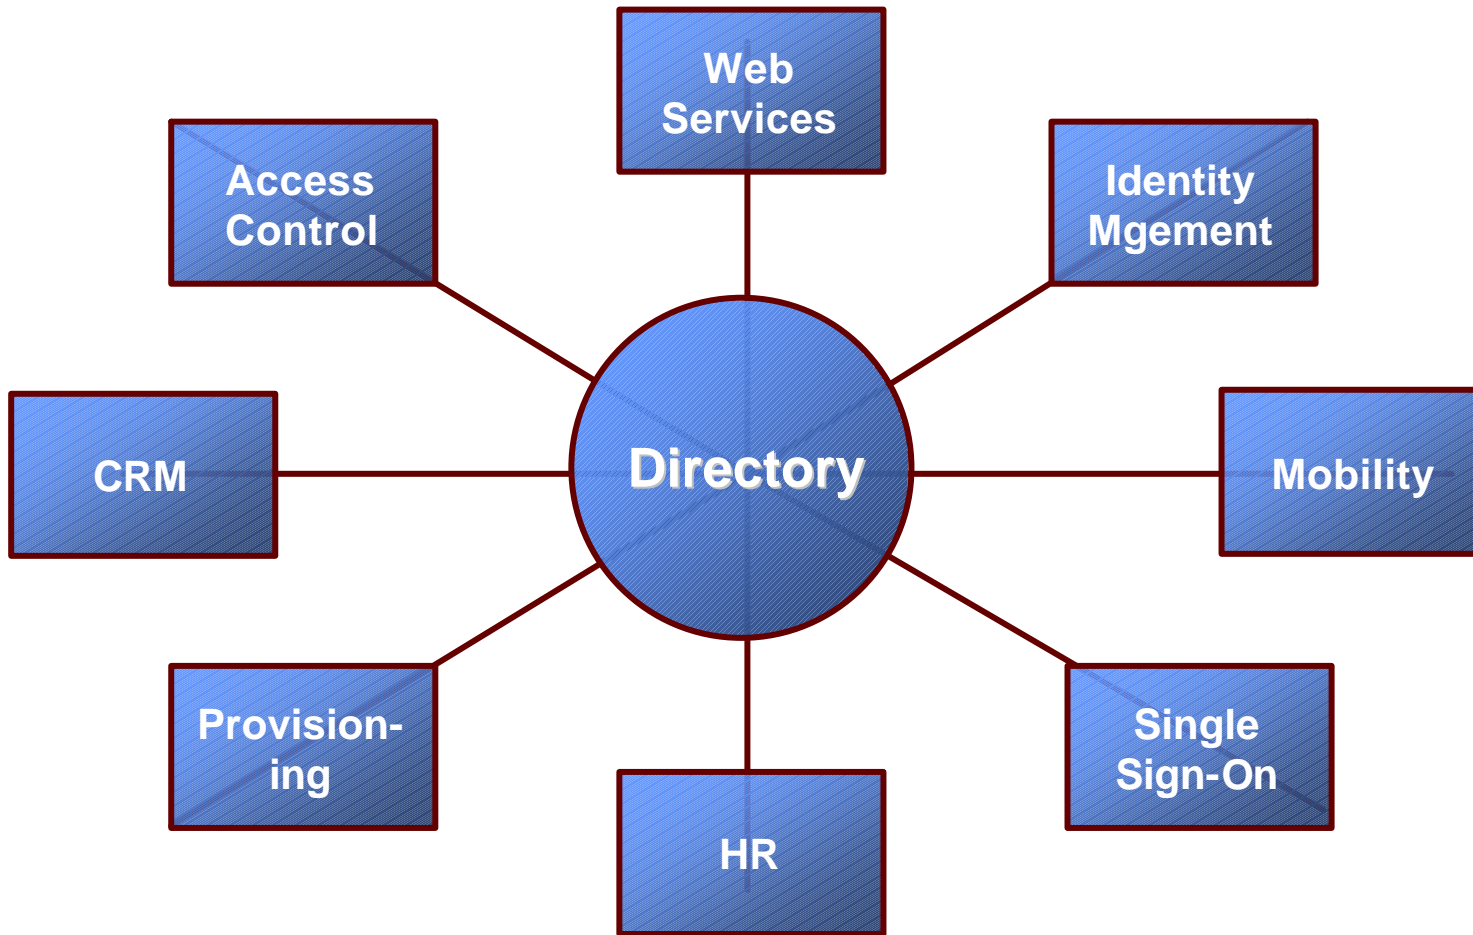 Web
Services
Access
Control
Identity
Mgement
Directory
CRM
Mobility
Provision-
ing
Single
Sign-On
HR